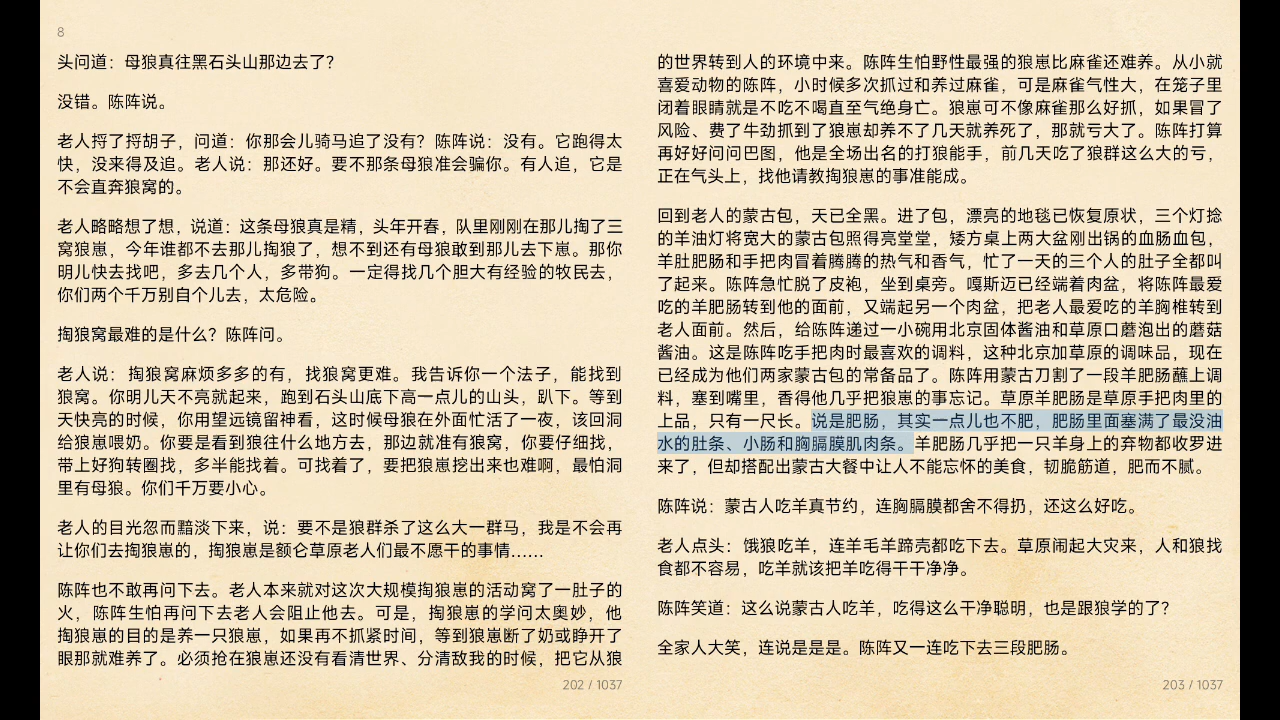 8
头问道：母狼真往黑石头山那边去了？
没错。陈阵说。
老人捋了捋胡子，问道：你那会儿骑马追了没有？陈阵说：没有。它跑得太
快，没来得及追。老人说：那还好。要不那条母狼准会骗你。有人追，它是
不会直奔狼窝的。
老人略略想了想，说道：这条母狼真是精，头年开春，队里刚刚在那儿掏了三
窝狼崽，今年谁都不去那儿掏狼了，想不到还有母狼敢到那儿去下崽。那你
明儿快去找吧，多去几个人，多带狗。一定得找几个胆大有经验的牧民去，
你们两个千万别自个儿去，太危险。
掏狼窝最难的是什么？陈阵问。
老人说：掏狼窝麻烦多多的有，找狼窝更难。我告诉你一个法子，能找到
狼窝。你明儿天不亮就起来，跑到石头山底下高一点儿的山头，趴下。等到
天快亮的时候，你用望远镜留神看，这时候母狼在外面忙活了一夜，该回洞
给狼崽喂奶。你要是看到狼往什么地方去，那边就准有狼窝，你要仔细找，
带上好狗转圈找，多半能找着。可找着了，要把狼崽挖出来也难啊，最怕洞
里有母狼。你们千万要小心。
老人的目光忽而黯淡下来，说：要不是狼群杀了这么大一群马，我是不会再
让你们去掏狼崽的，掏狼崽是额仑草原老人们最不愿干的事情……
陈阵也不敢再问下去。老人本来就对这次大规模掏狼崽的活动窝了一肚子的
火，陈阵生怕再问下去老人会阻止他去。可是，掏狼崽的学问太奥妙，他
掏狼崽的目的是养一只狼崽，如果再不抓紧时间，等到狼崽断了奶或睁开了
眼那就难养了。必须抢在狼崽还没有看清世界、分清敌我的时候，把它从狼
202 / 1037
的世界转到人的环境中来。陈阵生怕野性最强的狼崽比麻雀还难养。从小就
喜爱动物的陈阵，小时候多次抓过和养过麻雀，可是麻雀气性大，在笼子里
闭着眼睛就是不吃不喝直至气绝身亡。狼崽可不像麻雀那么好抓，如果冒了
风险、费了牛劲抓到了狼崽却养不了几天就养死了，那就亏大了。陈阵打算
再好好问问巴图，他是全场出名的打狼能手，前几天吃了狼群这么大的亏，
正在气头上，找他请教掏狼崽的事准能成。
回到老人的蒙古包，天已全黑。进了包，漂亮的地毯已恢复原状，三个灯捻
的羊油灯将宽大的蒙古包照得亮堂堂，矮方桌上两大盆刚出锅的血肠血包，
羊肚肥肠和手把肉冒着腾腾的热气和香气，忙了一天的三个人的肚子全都叫
了起来。陈阵急忙脱了皮袍，坐到桌旁。嘎斯迈已经端着肉盆，将陈阵最爱
吃的羊肥肠转到他的面前，又端起另一个肉盆，把老人最爱吃的羊胸椎转到
老人面前。然后，给陈阵递过一小碗用北京固体酱油和草原口蘑泡出的蘑菇
酱油。这是陈阵吃手把肉时最喜欢的调料，这种北京加草原的调味品，现在
已经成为他们两家蒙古包的常备品了。陈阵用蒙古刀割了一段羊肥肠蘸上调
料，塞到嘴里，香得他几乎把狼崽的事忘记了。草原羊肥肠是草原手把肉里的
上品，只有一尺长。说是肥肠，其实一点儿也不肥，肥肠里面塞满了最没油
水的肚条、小肠和胸膈膜肌肉条。羊肥肠几乎把一只羊身上的弃物都收罗进
来了，但却搭配出蒙古大餐中让人不能忘怀的美食，韧脆筋道，肥而不腻。
陈阵说：蒙古人吃羊真节约，连胸膈膜都舍不得扔，还这么好吃。
老人点头：饿狼吃羊，连羊毛羊蹄壳都吃下去。草原闹起大灾来，人和狼找
食都不容易，吃羊就该把羊吃得干干净净。
陈阵笑道：这么说蒙古人吃羊，吃得这么干净聪明，也是跟狼学的了？
全家人大笑，连说是是是。陈阵又一连吃下去三段肥肠。
203 / 1037